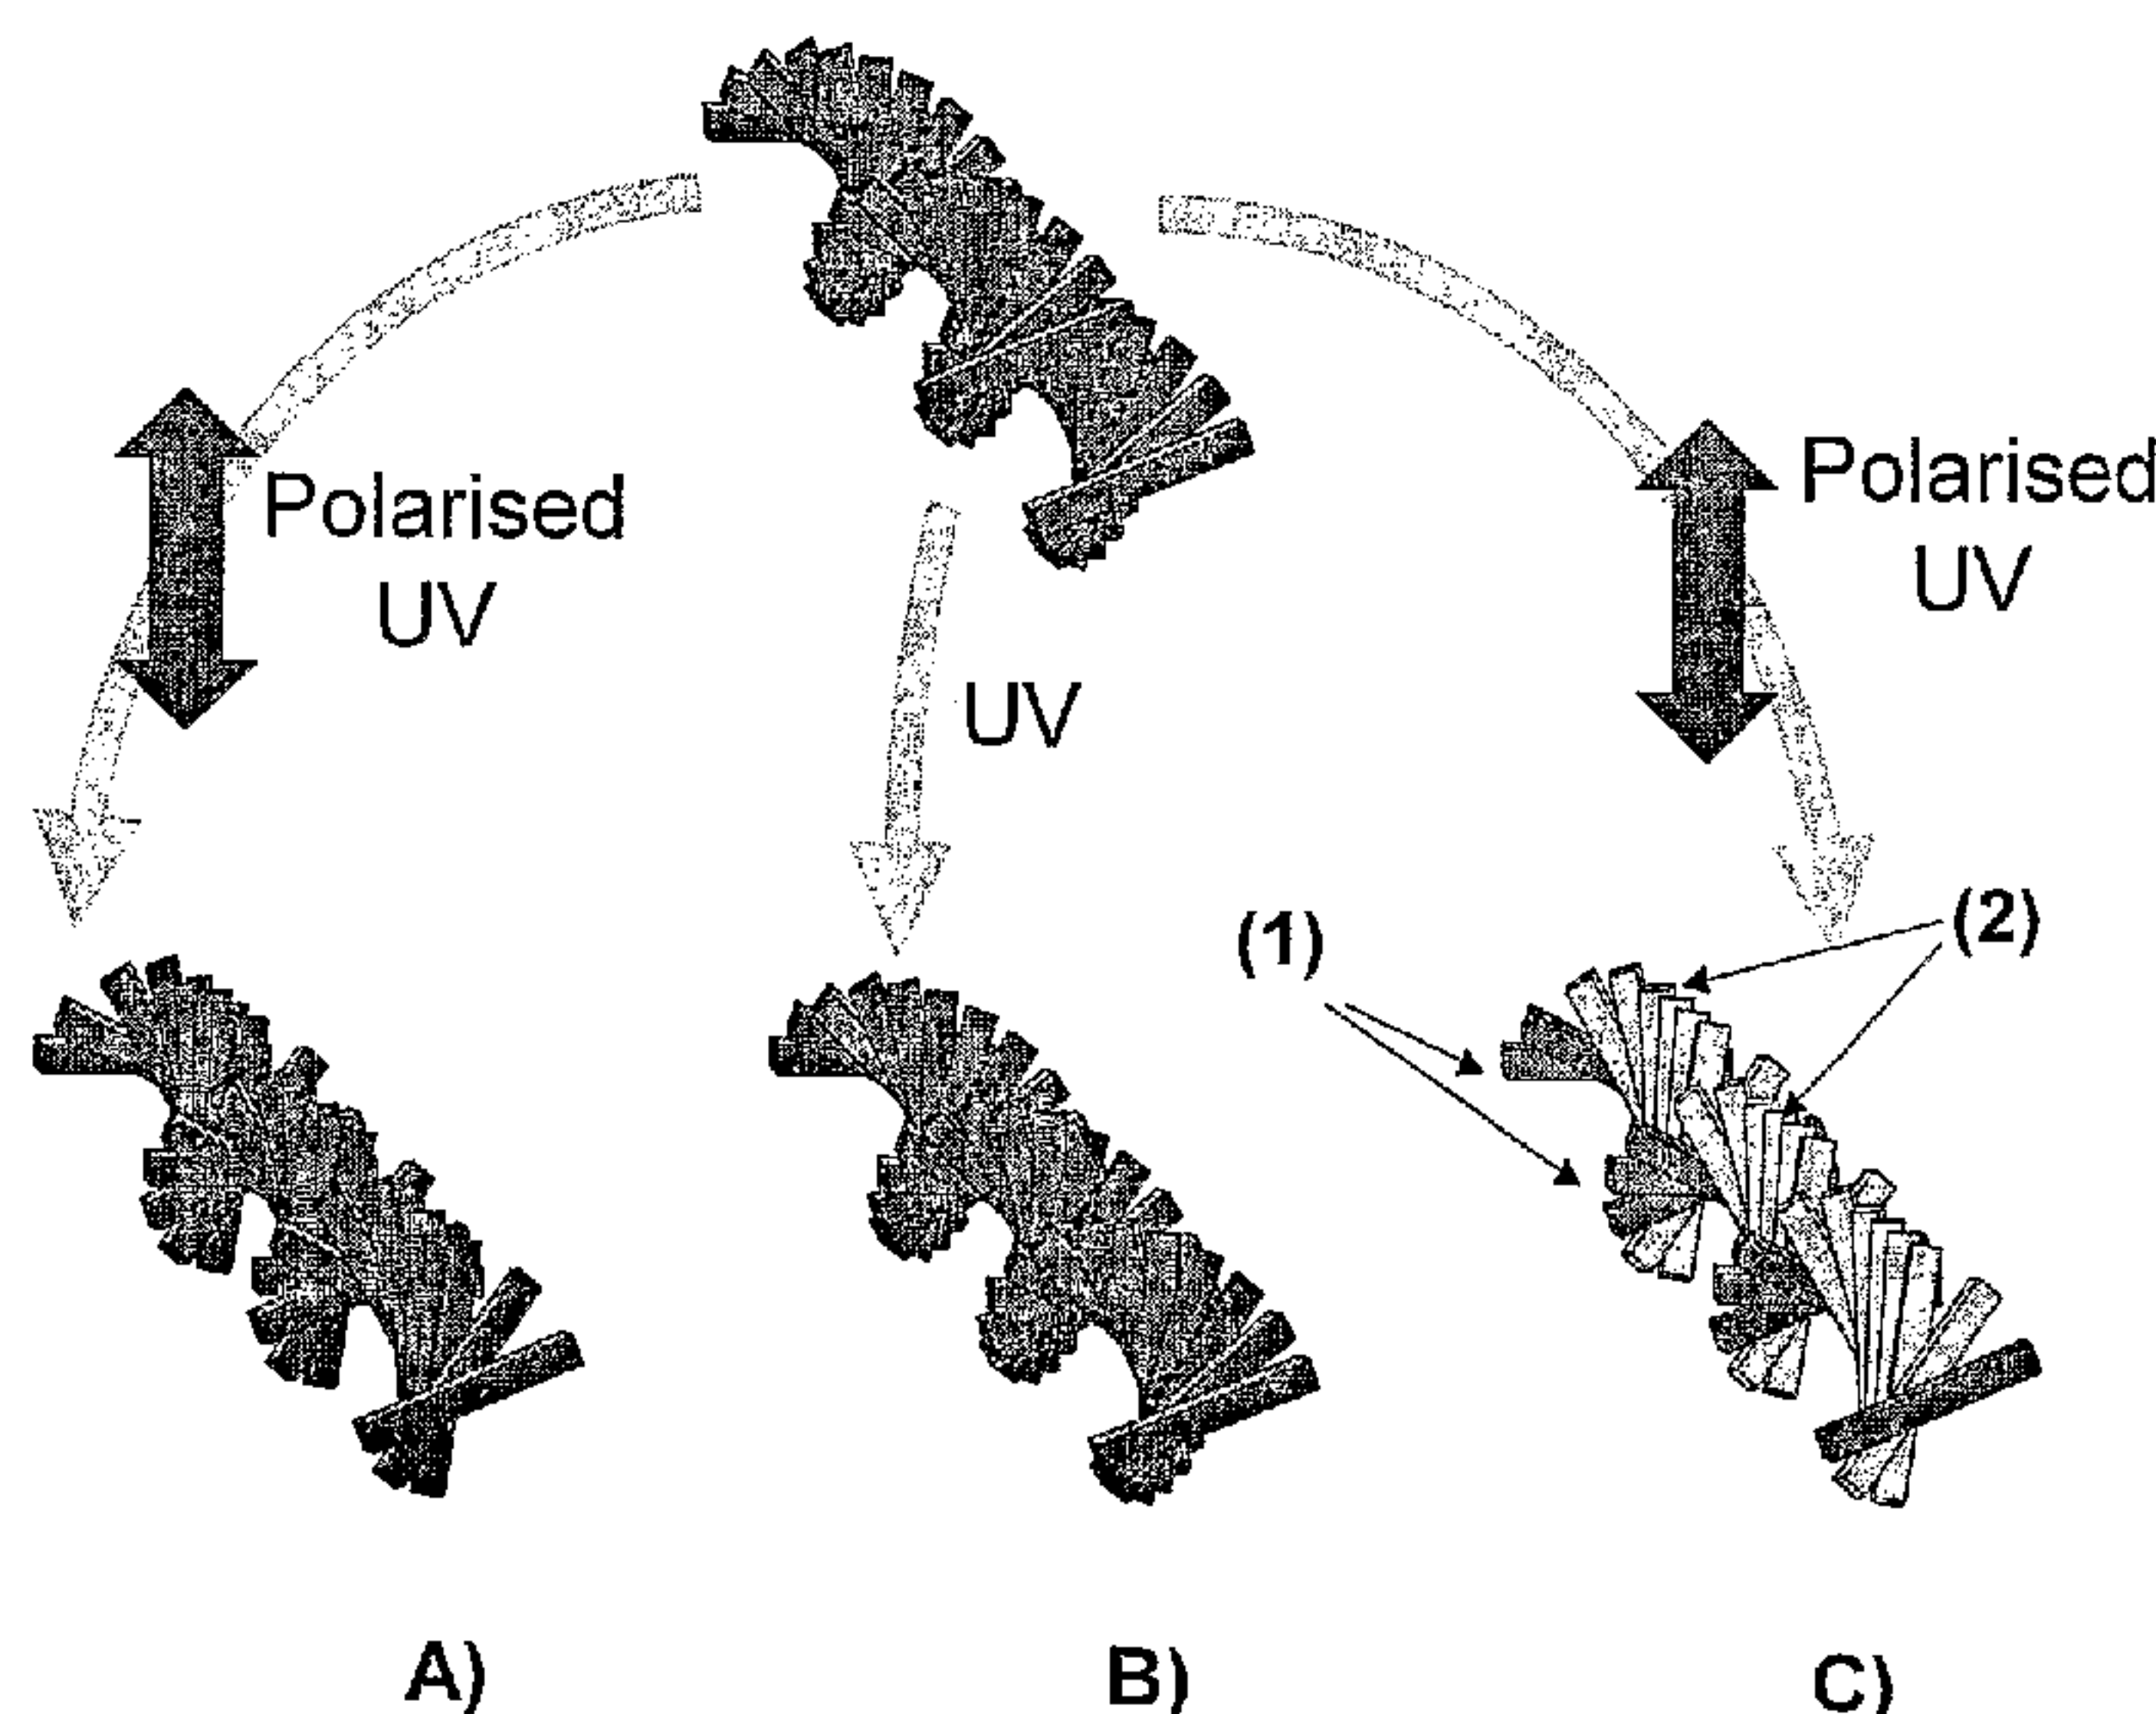 Polarised
UV
Polarised
UV
UV
(1)
(2)
A)
B)
C)